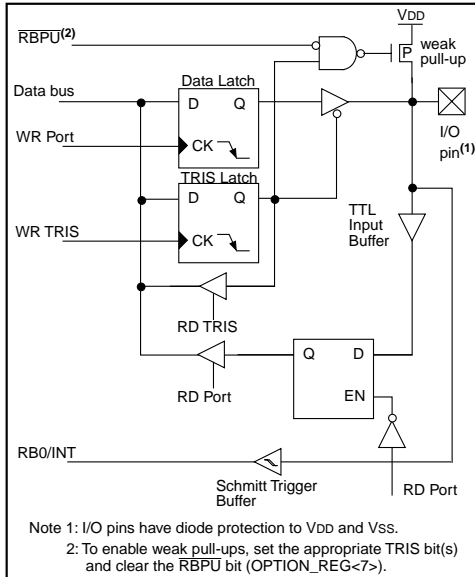 VDD
RBPU(2)
P
weak
pull-up
Data Latch
Data bus
D Q
I/O
pin(1)
WR Port
CK
TRIS Latch
D Q
TTL
Input
Buffer
WR TRIS
CK
RD TRIS
Q D
RD Port
EN
RB0/INT
Schmitt Trigger
Buffer
RD Port
Note 1: I/O pins have diode protection to VDD and VSS.
2: To enable weak pull-ups, set the appropriate TRIS bit(s)
and clear the RBPU bit (OPTION_REG<7>).